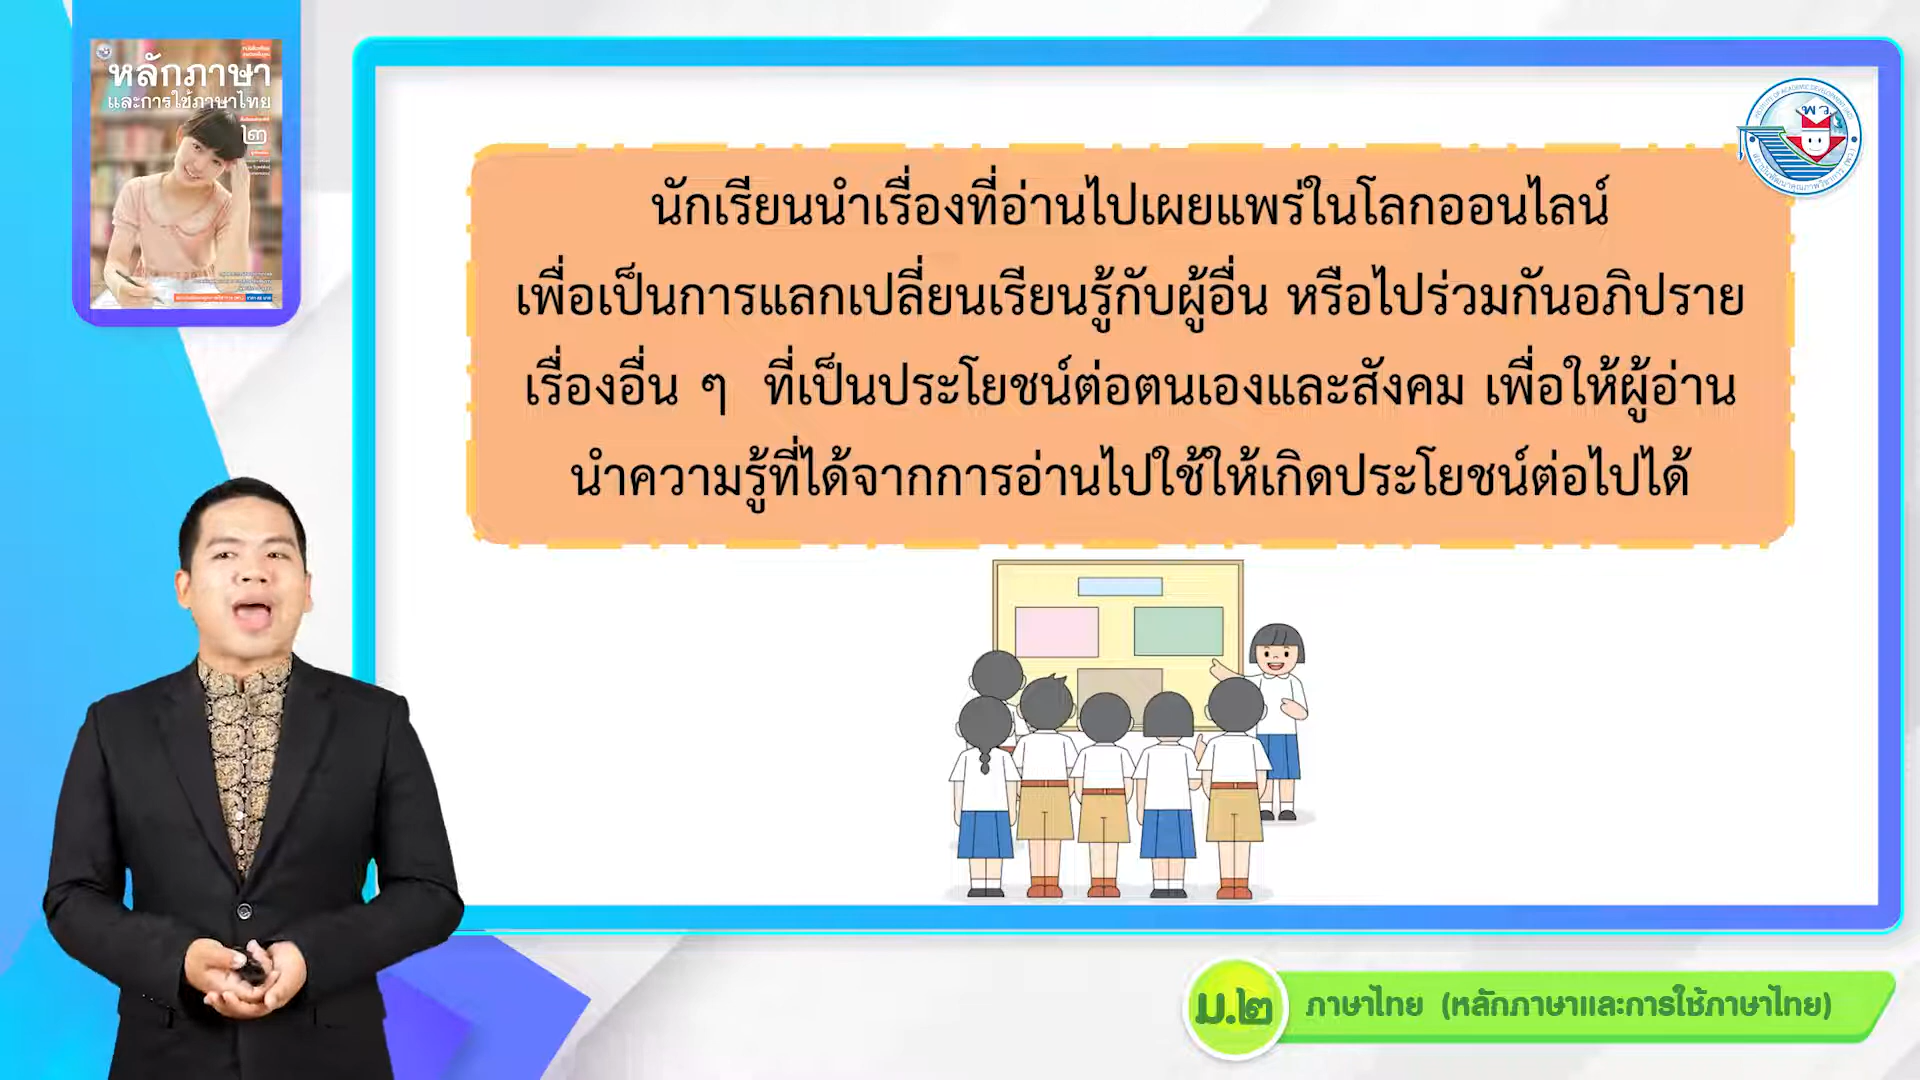 หลักภาษา
และการใช้ภาษาไทย
๒
พว.
นักเรียนนำเรื่องที่อ่านไปเผยแพร่ในโลกออนไลน์
เพื่อเป็นการแลกเปลี่ยนเรียนรู้กับผู้อื่น หรือไปร่วมกันอภิปราย
เรื่องอื่น ๆ ที่เป็นประโยชน์ต่อตนเองและสังคม เพื่อให้ผู้อ่าน
นำความรู้ที่ได้จากการอ่านไปใช้ให้เกิดประโยชน์ต่อไปได้
ม.๒ ภาษาไทย (หลักภาษาและการใช้ภาษาไทย)